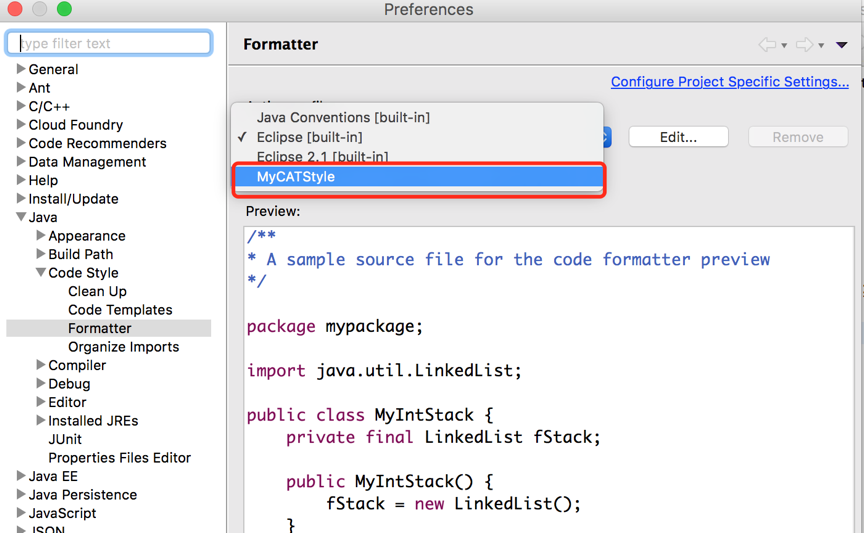 Preferences
type filter text
General
Ant
C/C++
Cloud Foundry
Code Recommenders
Data Management
Help
Install/Update
Java
Appearance
Build Path
Code Style
Clean Up
Code Templates
Formatter
Organize Imports
Compiler
Debug
Editor
Installed JREs
JUnit
Properties Files Editor
Java EE
Java Persistence
JavaScript
JSON
Formatter
Configure Project Specific Settings...
Java Conventions [built-in]
✓ Eclipse [built-in]
Eclipse 2.1 [built-in]
MyCATStyle
Edit... Remove
Preview:
/**
* A sample source file for the code formatter preview
*/
package mypackage;
import java.util.LinkedList;
public class MyIntStack {
private final LinkedList fStack;
public MyIntStack() {
fStack = new LinkedList();
}